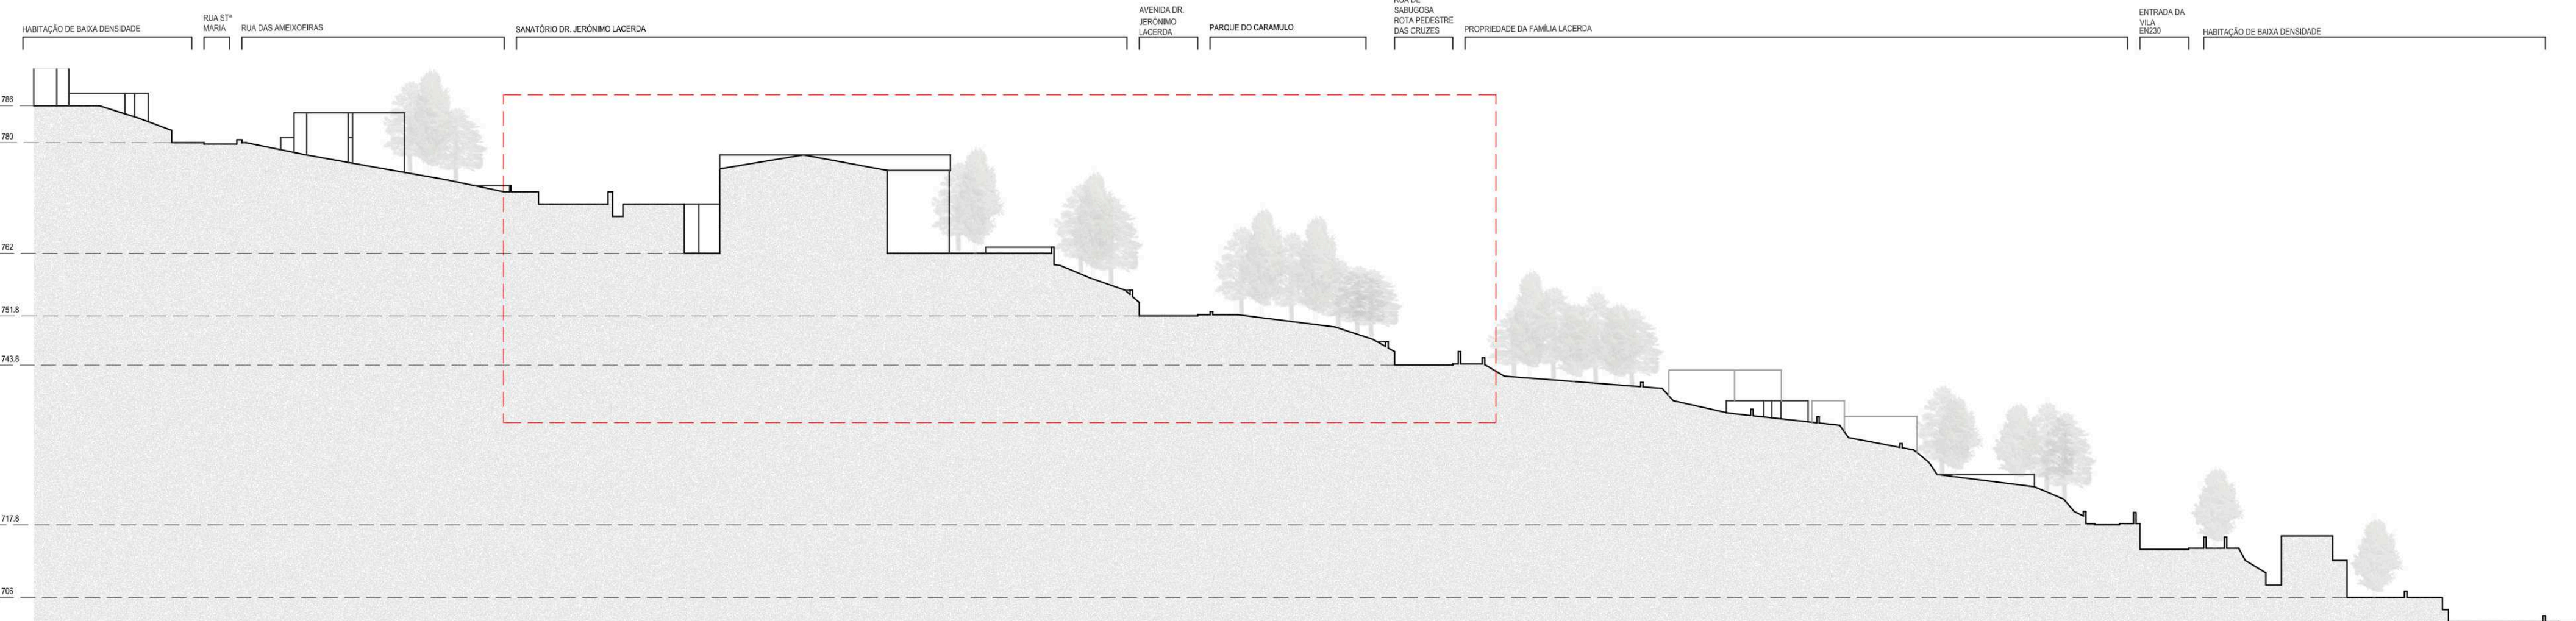 HABITAÇÃO DE BAIXA DENSIDADE
RUA STª
MARIA
RUA DAS AMEIXOEIRAS
SANATÓRIO DR. JERÓNIMO LACERDA
AVENIDA DR.
JERÓNIMO
LACERDA
PARQUE DO CARAMULO
RUA DE
SABUGOSA
ROTA PEDESTRE
DAS CRUZES
PROPRIEDADE DA FAMÍLIA LACERDA
ENTRADA DA
VILA
EN230
HABITAÇÃO DE BAIXA DENSIDADE
786
780
762
751.8
743.8
717.8
706